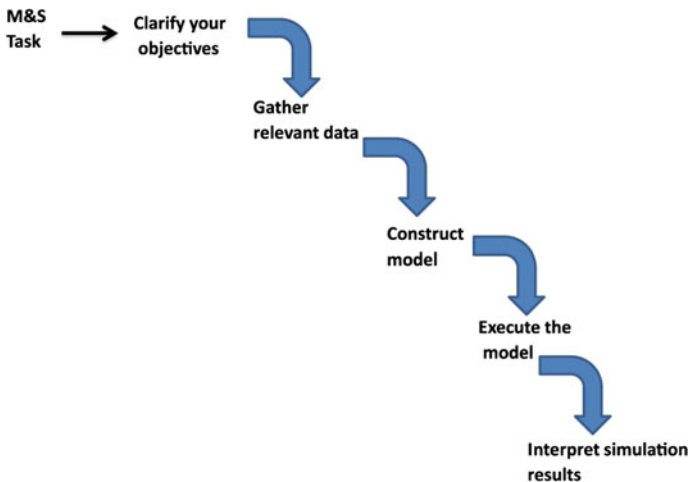 M&S
Task
Clarify your
objectives
Gather
relevant data
Construct
model
Execute the
model
Interpret simulation
results